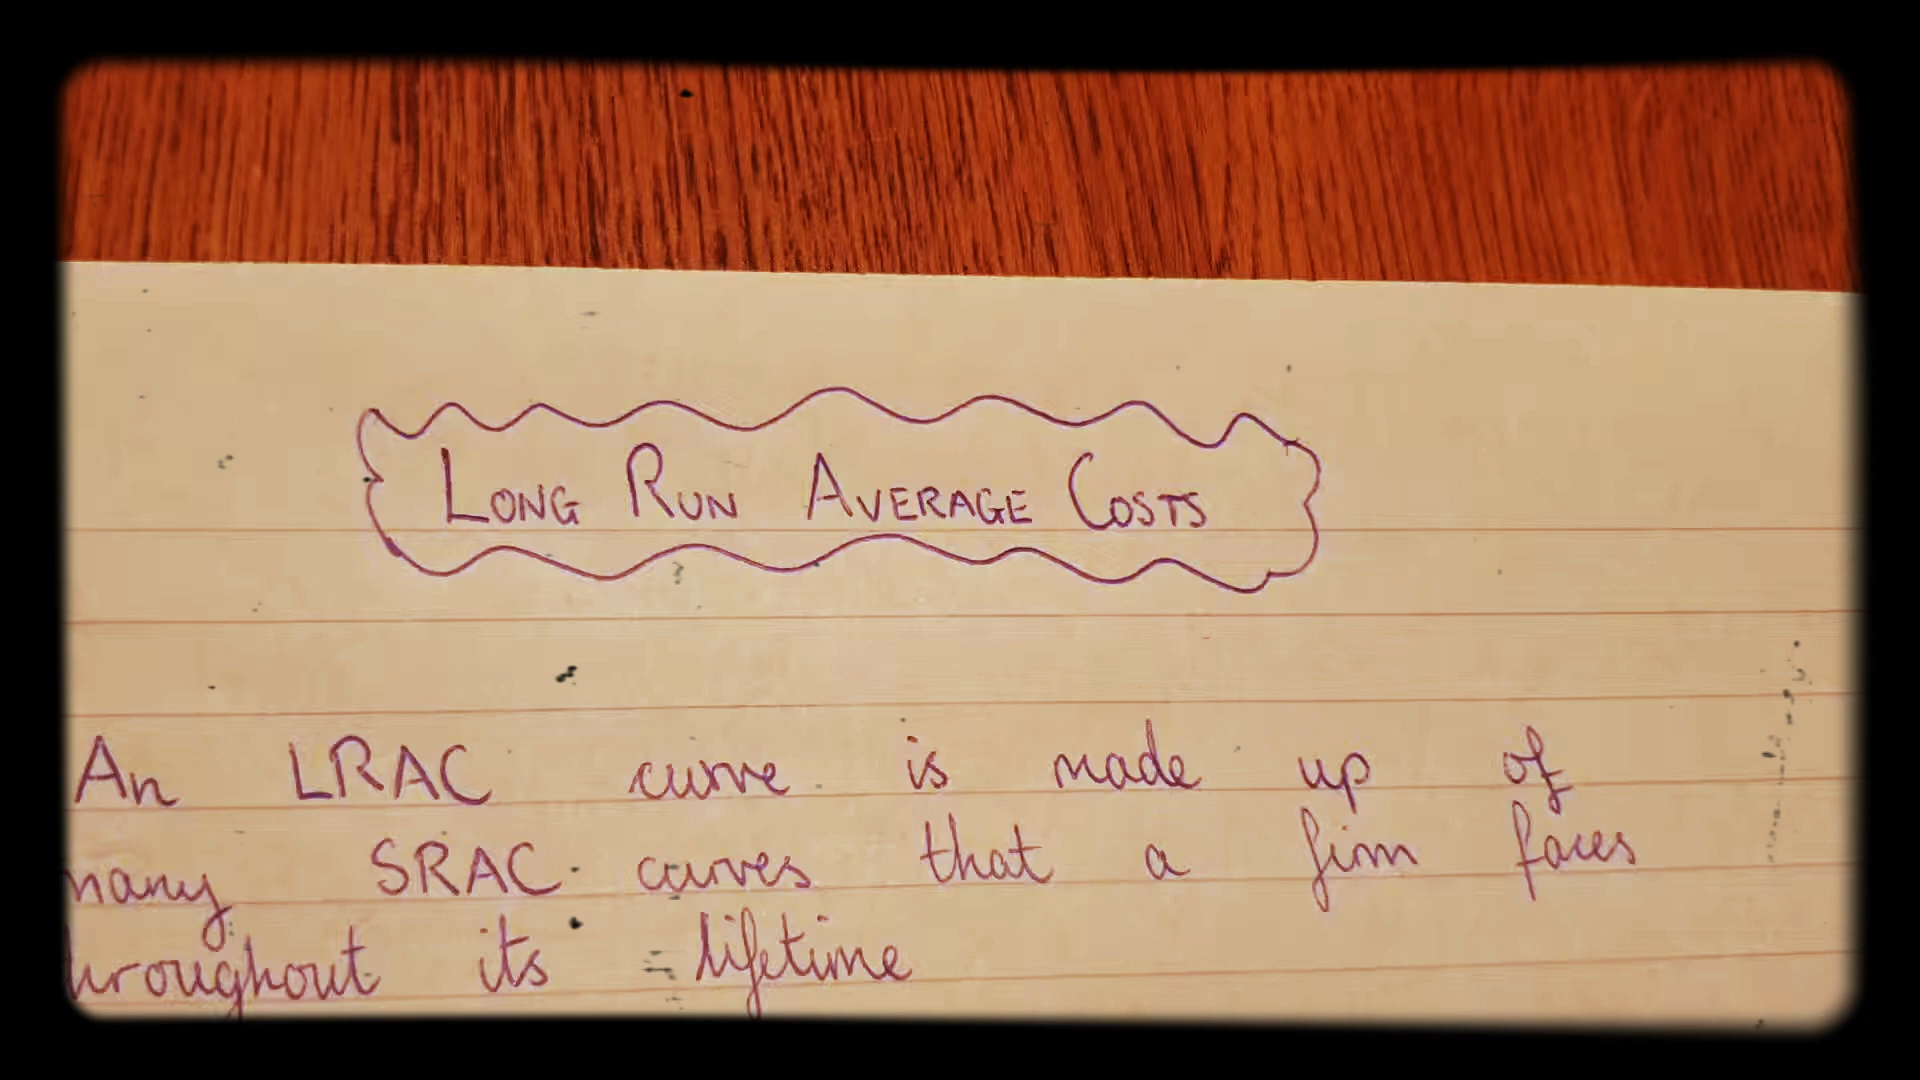 LONG RUN AVERAGE COSTS
An LRAC curve is made up of
many SRAC curves that a firm faces
throughout its lifetime